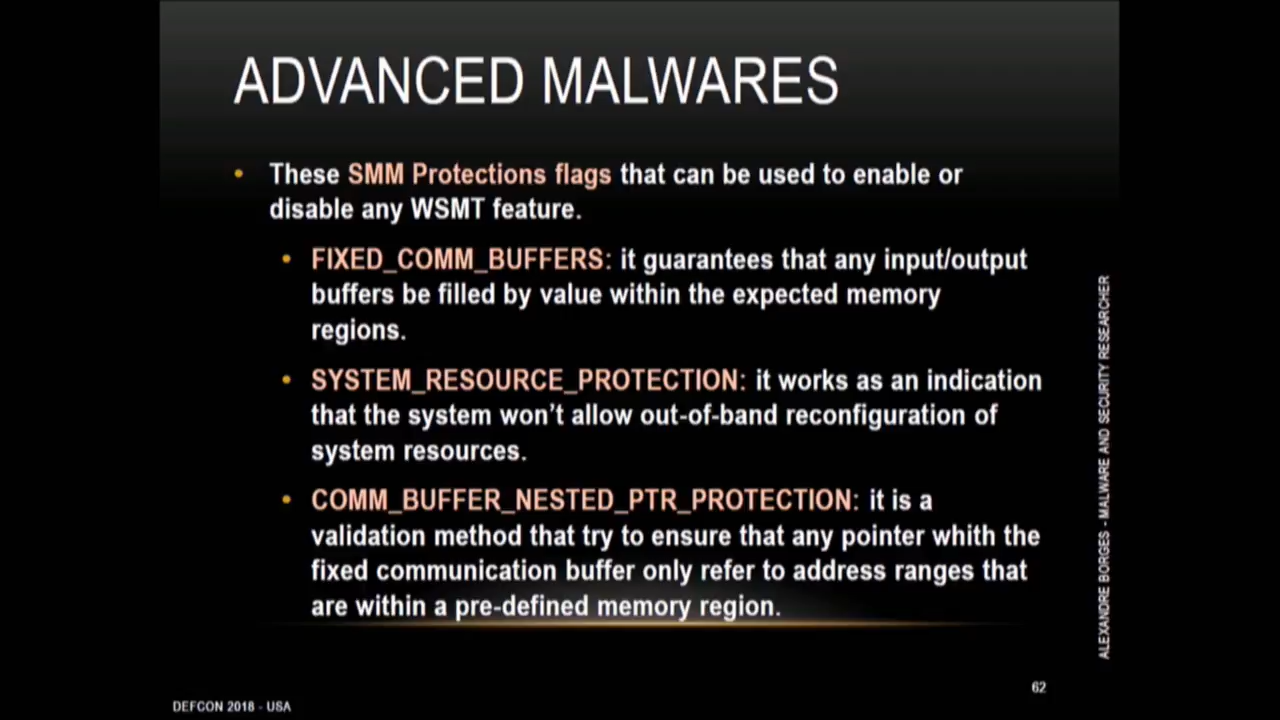 ADVANCED MALWARES
• These SMM Protections flags that can be used to enable or
disable any WSMT feature.
• FIXED_COMM_BUFFERS: it guarantees that any input/output
buffers be filled by value within the expected memory
regions.
• SYSTEM_RESOURCE_PROTECTION: it works as an indication
that the system won’t allow out-of-band reconfiguration of
system resources.
• COMM_BUFFER_NESTED_PTR_PROTECTION: it is a
validation method that try to ensure that any pointer whith the
fixed communication buffer only refer to address ranges that
are within a pre-defined memory region.
ALEXANDRE BORGES - MALWARE AND SECURITY RESEARCHER
62
DEFCON 2018 - USA